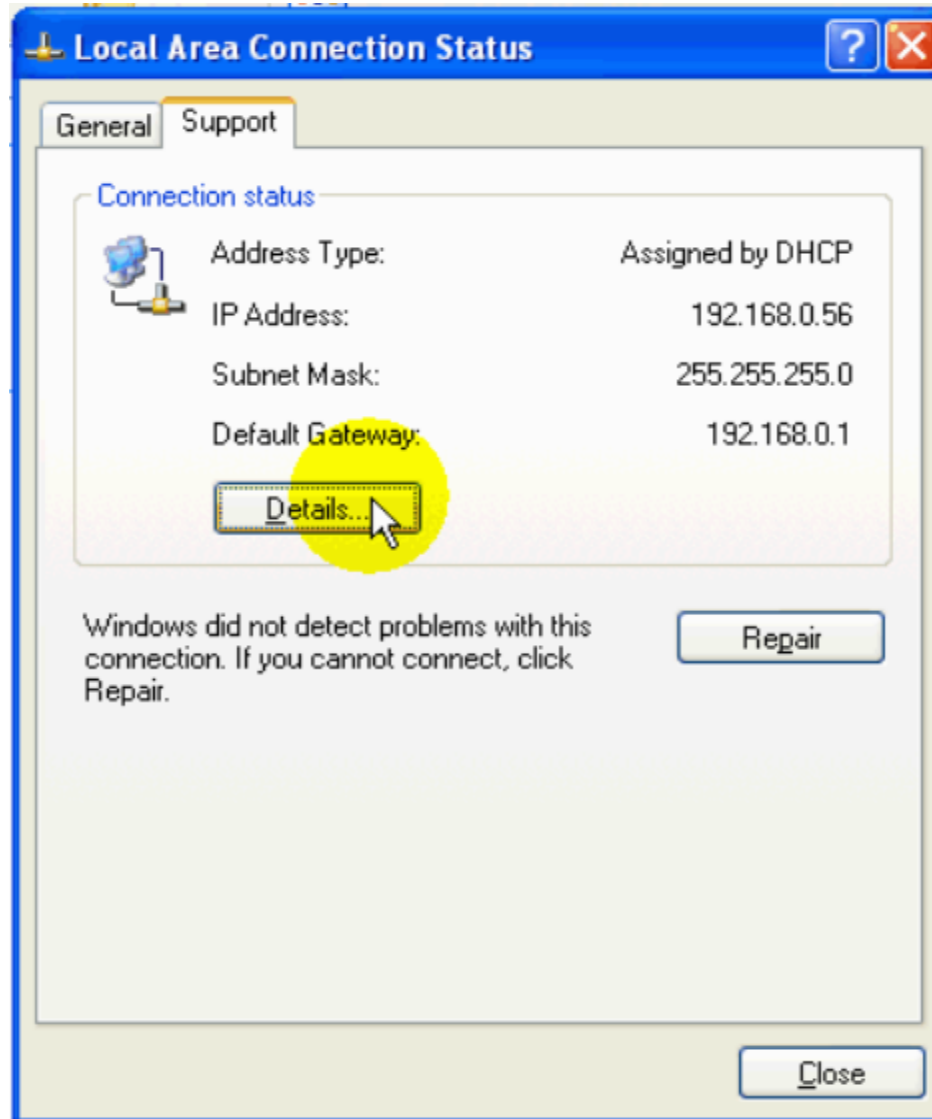 Local Area Connection Status
General
Support
Connection status
Address Type: Assigned by DHCP
IP Address: 192.168.0.56
Subnet Mask: 255.255.255.0
Default Gateway: 192.168.0.1
Details...
Windows did not detect problems with this
connection. If you cannot connect, click
Repair.
Repair
Close